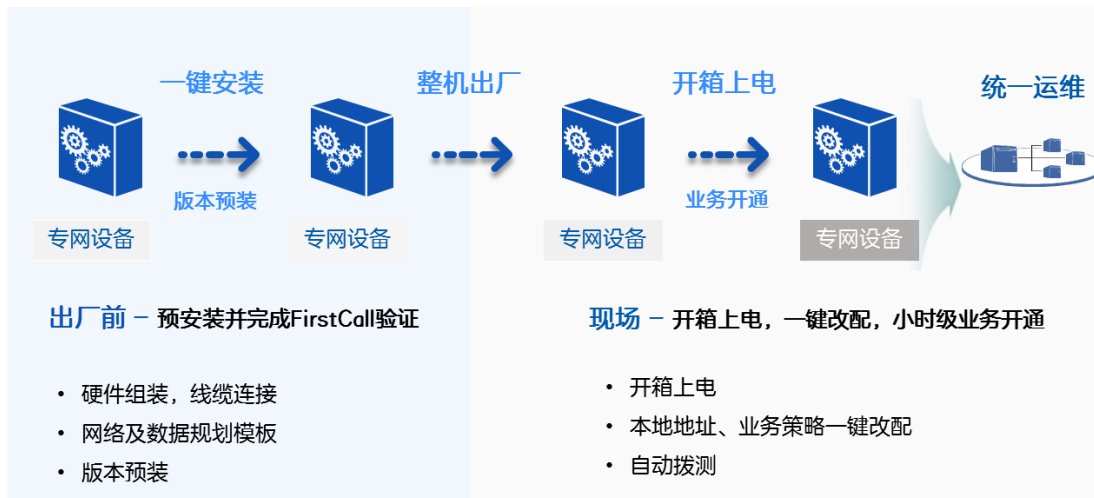 一键安装
整机出厂
开箱上电
统一运维
版本预装
业务开通
专网设备
专网设备
专网设备
专网设备
出厂前 – 预安装并完成FirstCall验证
• 硬件组装，线缆连接
• 网络及数据规划模板
• 版本预装
现场 – 开箱上电，一键改配，小时级业务开通
• 开箱上电
• 本地地址、业务策略一键改配
• 自动拨测